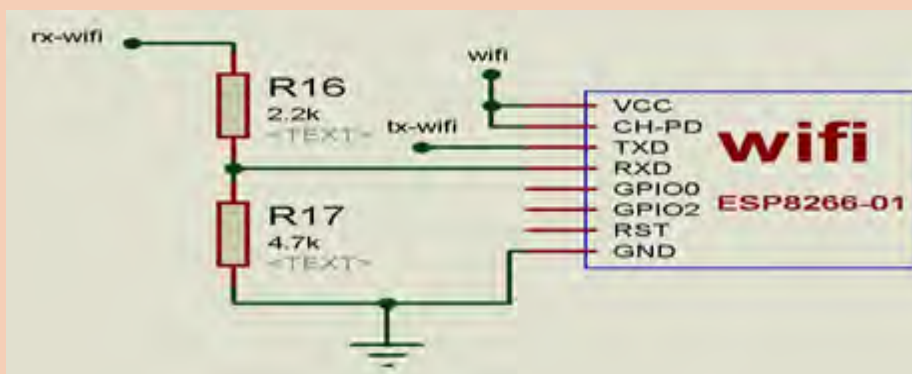 rx-wifi
R16
2.2k
<TEXT>
R17
4.7k
<TEXT>
wifi
tx-wifi
VCC
CH-PD
TXD
RXD
GPIO0
GPIO2
RST
GND
wifi
ESP8266-01